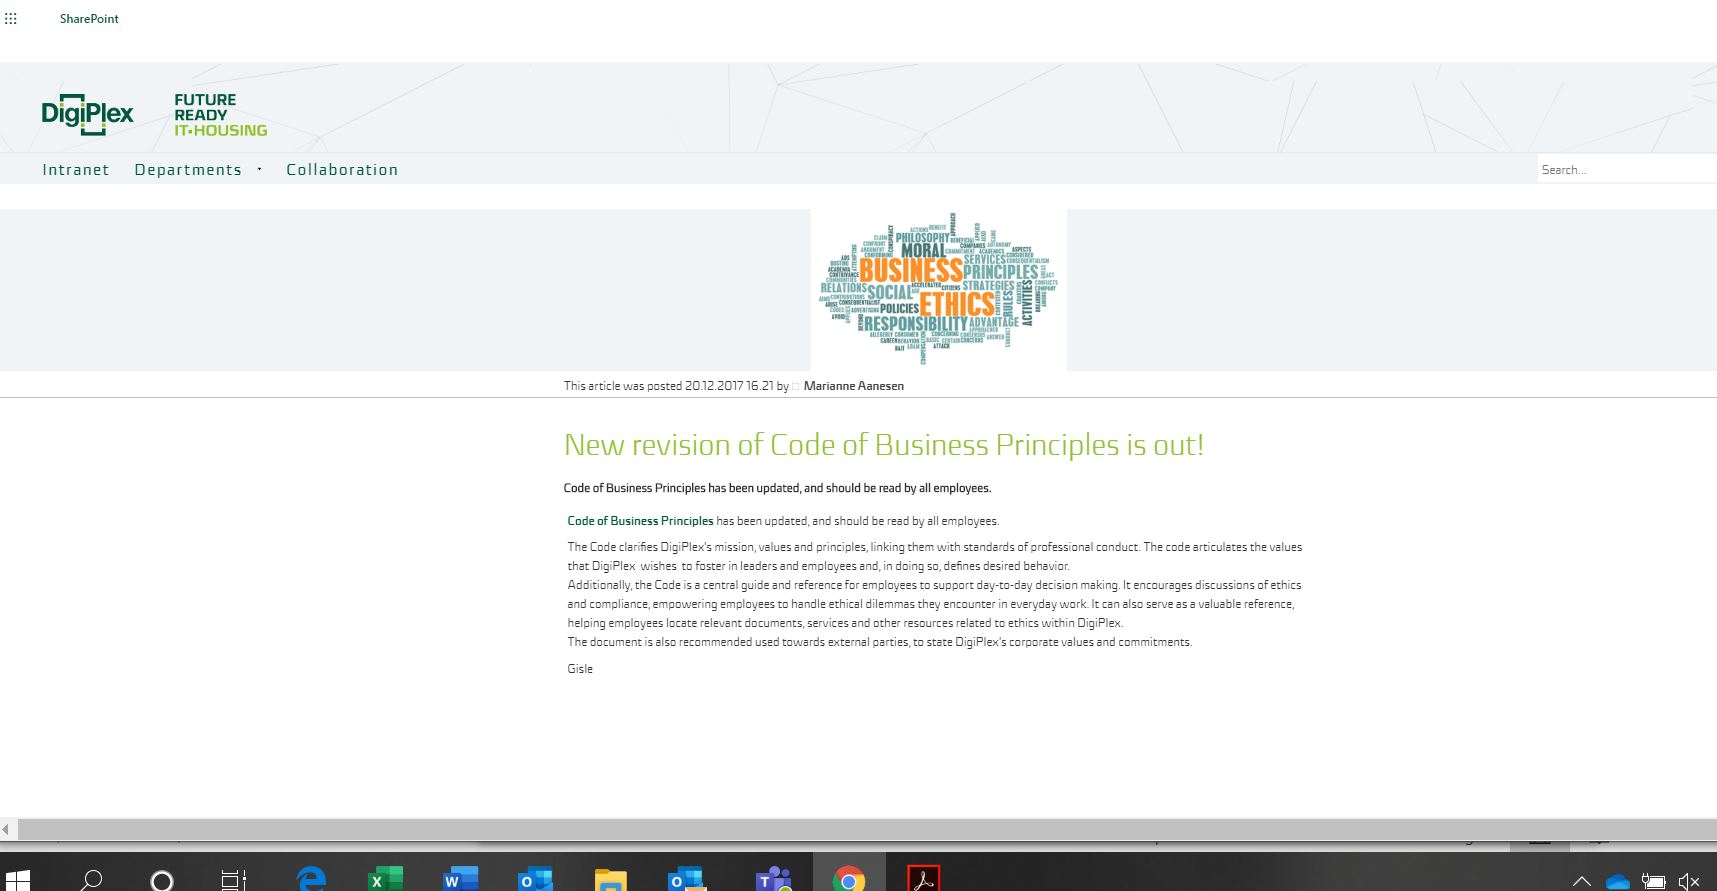 SharePoint
DigiPlex
FUTURE
READY
IT•HOUSING
Intranet Departments Collaboration
Search...
PHILOSOPHY
MORAL
BUSINESS
SERVICES
PRINCIPLES
RELATIONS
SOCIAL
STRATEGIES
POLICIES
ETHICS
RULES
ACTIVITIES
RESPONSIBILITY
ADVANTAGE
This article was posted 20.12.2017 16.21 by Marianne Aanesen
New revision of Code of Business Principles is out!
Code of Business Principles has been updated, and should be read by all employees.
Code of Business Principles has been updated, and should be read by all employees.
The Code clarifies DigiPlex's mission, values and principles, linking them with standards of professional conduct. The code articulates the values
that DigiPlex wishes to foster in leaders and employees and, in doing so, defines desired behavior.
Additionally, the Code is a central guide and reference for employees to support day-to-day decision making. It encourages discussions of ethics
and compliance, empowering employees to handle ethical dilemmas they encounter in everyday work. It can also serve as a valuable reference,
helping employees locate relevant documents, services and other resources related to ethics within DigiPlex.
The document is also recommended used towards external parties, to state DigiPlex's corporate values and commitments.
Gisle